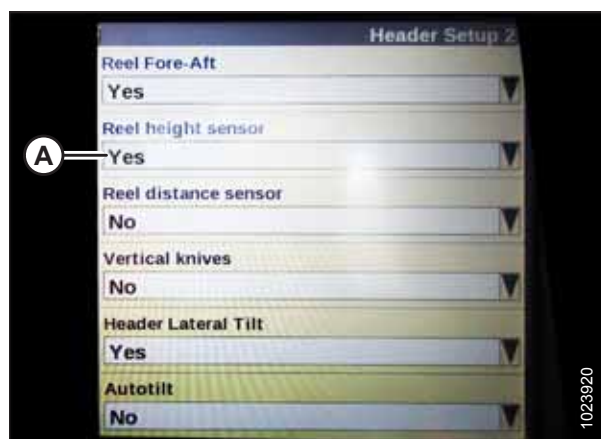 Header Setup 2
Reel Fore-Aft
Yes
Reel height sensor
A
Yes
Reel distance sensor
No
Vertical knives
No
Header Lateral Tilt
Yes
Autotilt
No
1023920